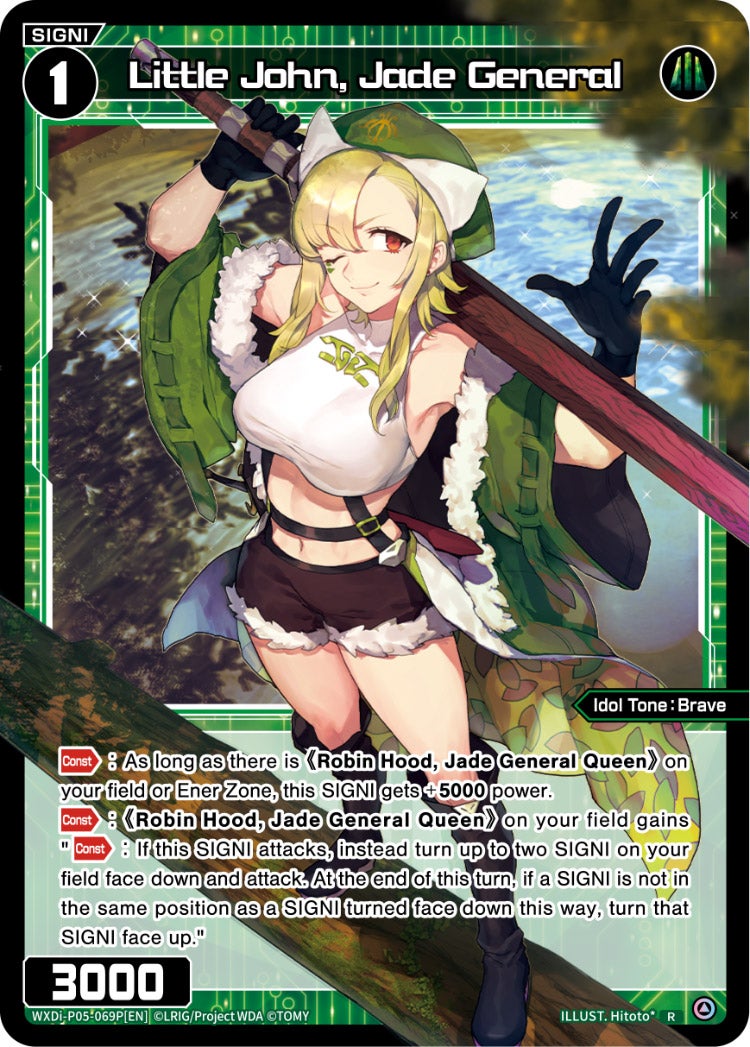 SIGNI
1
Little John, Jade General
Idol Tone:Brave
Const : As long as there is 《Robin Hood, Jade General Queen》 on
your field or Ener Zone, this SIGNI gets +5000 power.
Const : 《Robin Hood, Jade General Queen》 on your field gains
" Const : If this SIGNI attacks, instead turn up to two SIGNI on your
field face down and attack. At the end of this turn, if a SIGNI is not in
the same position as a SIGNI turned face down this way, turn that
SIGNI face up."
3000
WXDi-P05-069P[EN] ©LRIG/Project WDA ©TOMY
ILLUST. Hitoto* R